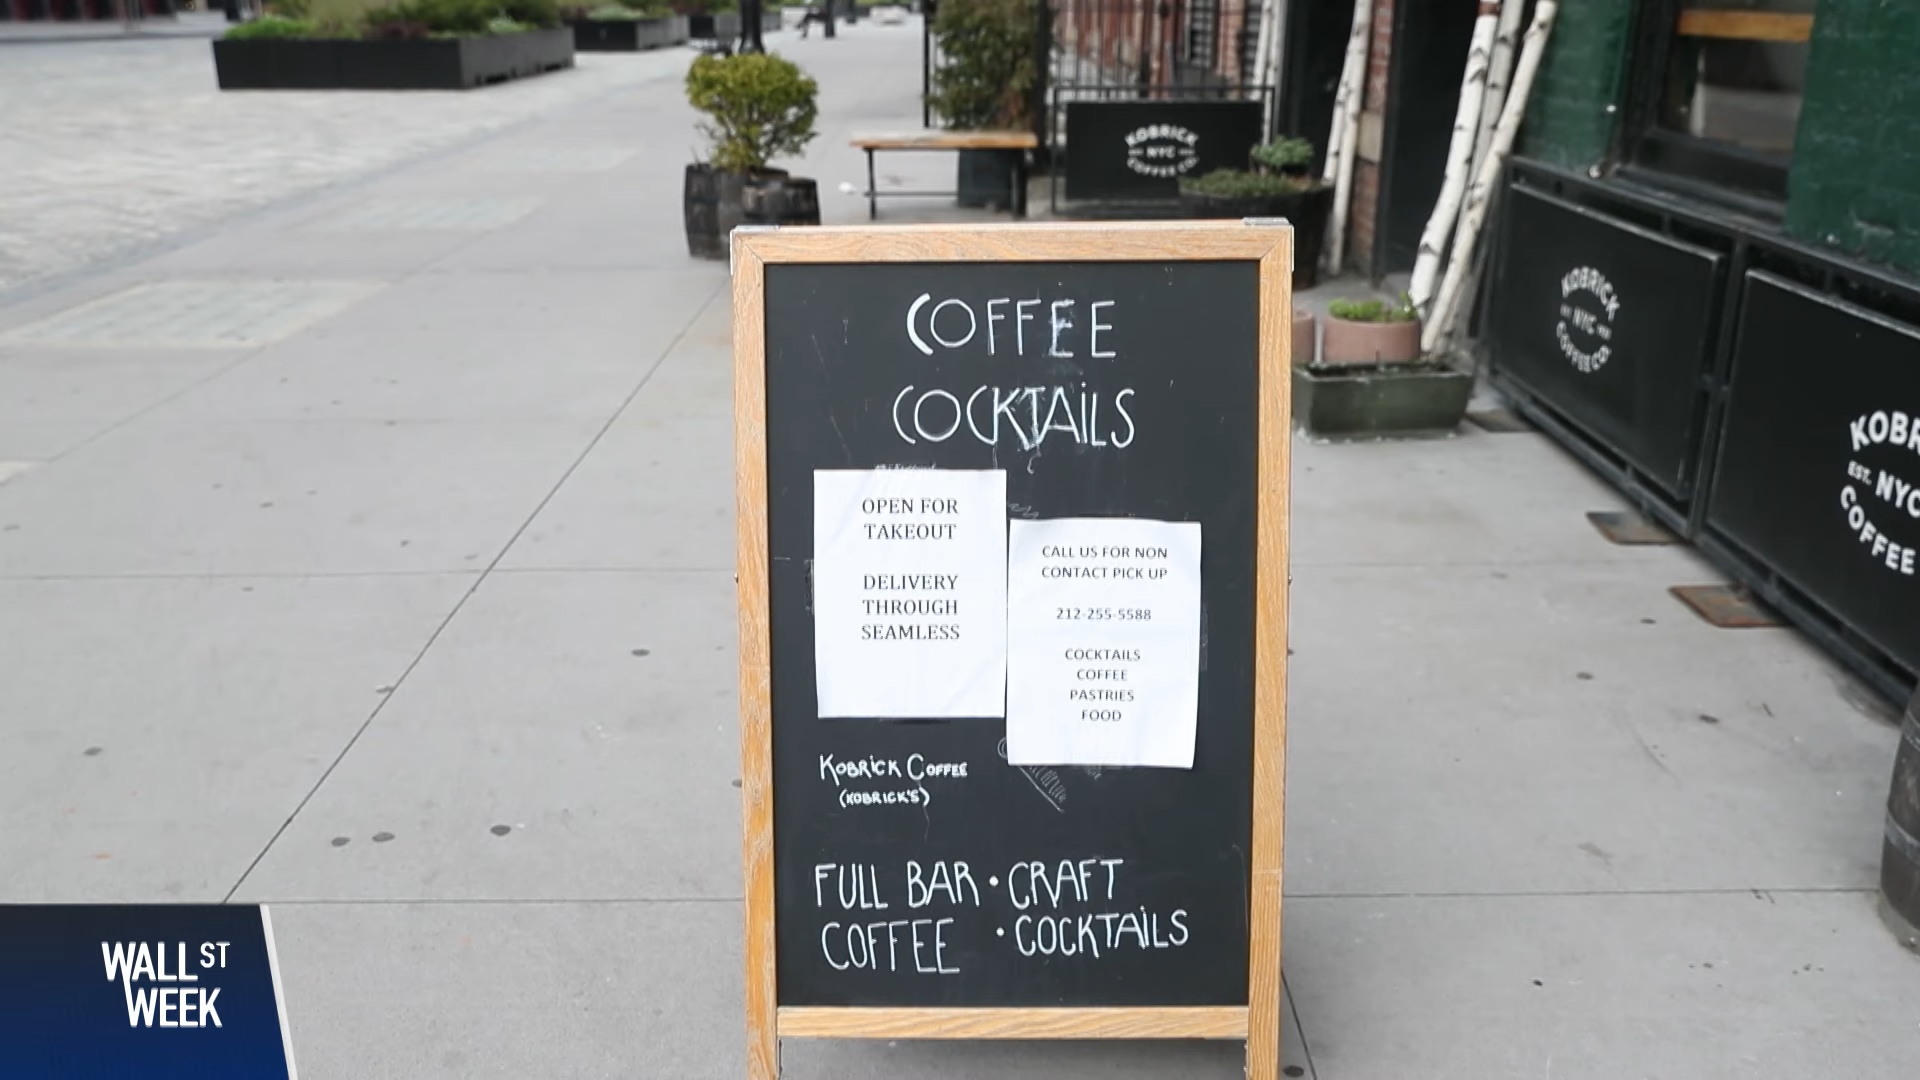 KOBRICK
NYC
COFFEE CO.
KOBRICK
NYC
COFFEE CO.
EST. NYC
COFFEE
COFFEE
COCKTAiLS
OPEN FOR
TAKEOUT
DELIVERY
THROUGH
SEAMLESS
CALL US FOR NON
CONTACT PICK UP
212-255-5588
COCKTAILS
COFFEE
PASTRIES
FOOD
KOBRiCK COFFEE
(KOBRICK'S)
FULL BAR • CRAFT
COFFEE • COCKTAiLS
WALL ST
WEEK